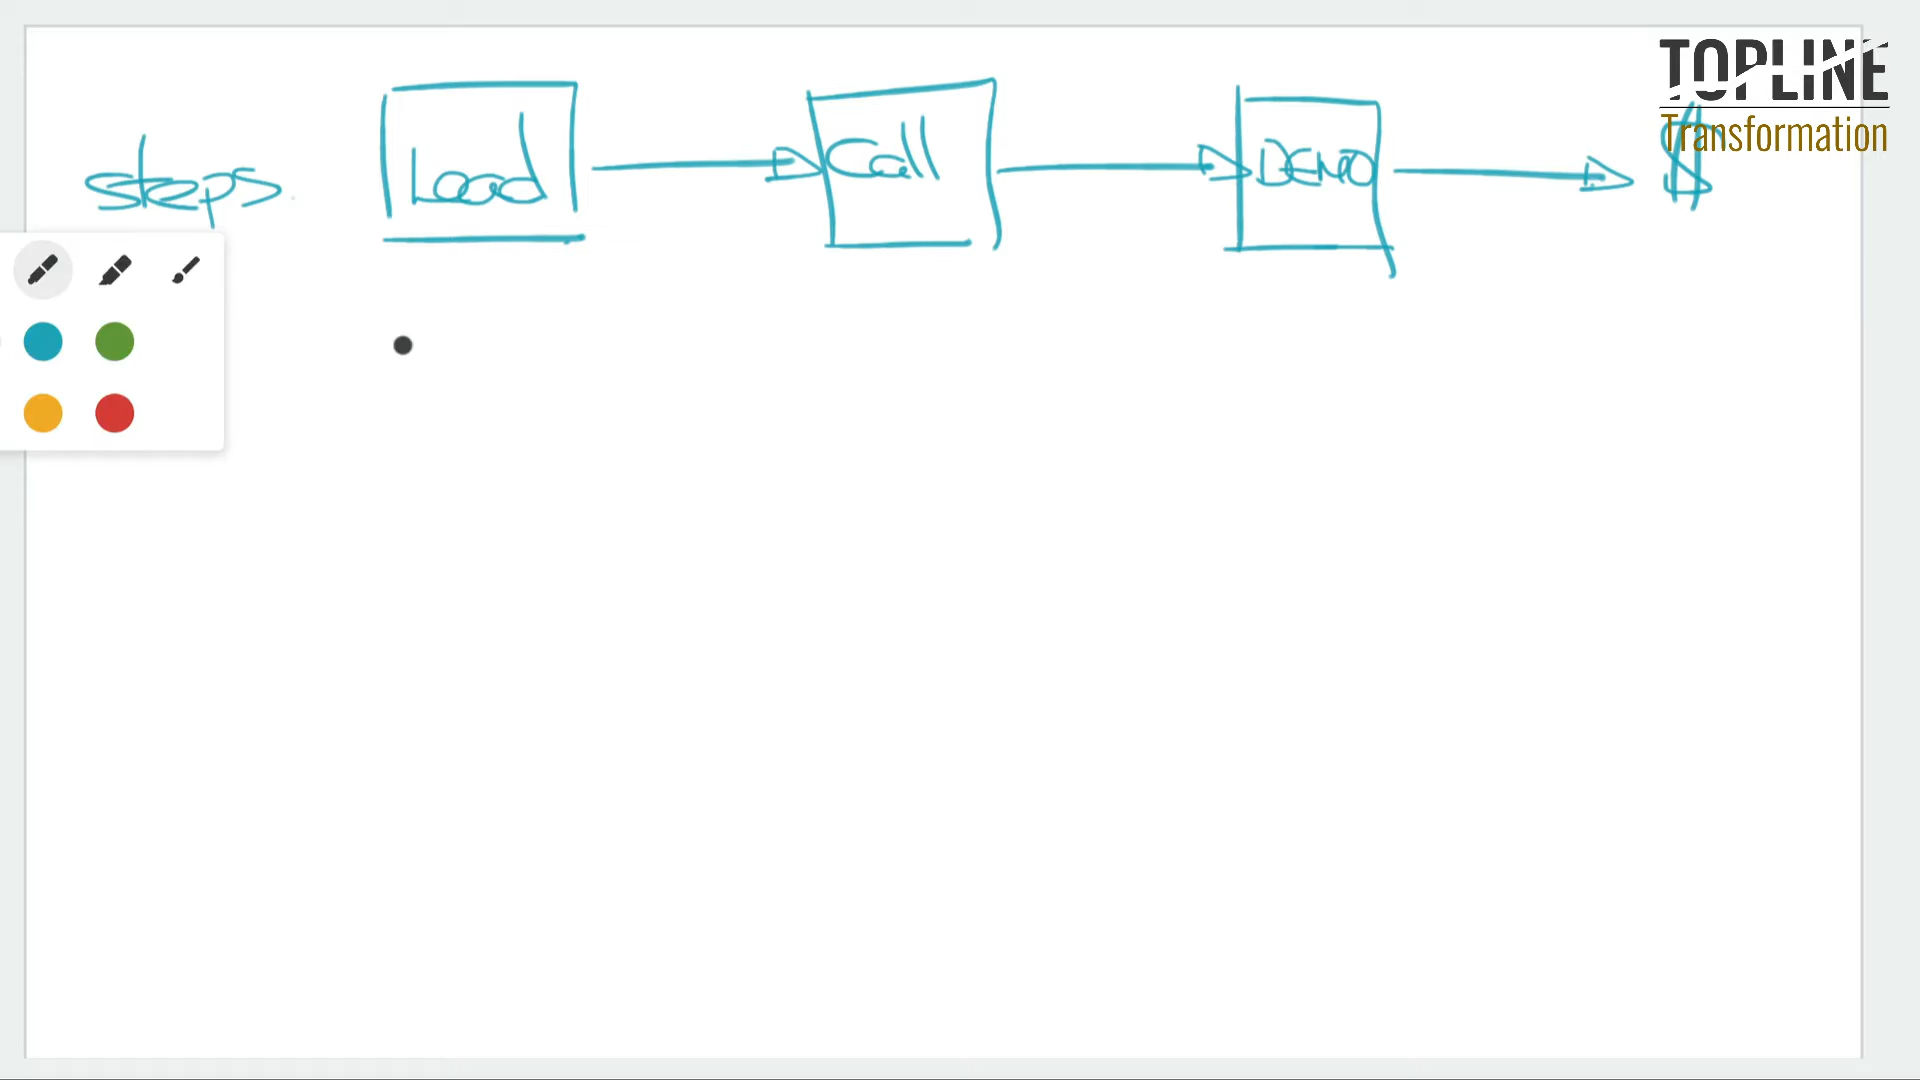 TOPLINE
Transformation
steps
Lead
Call
DEMO
$